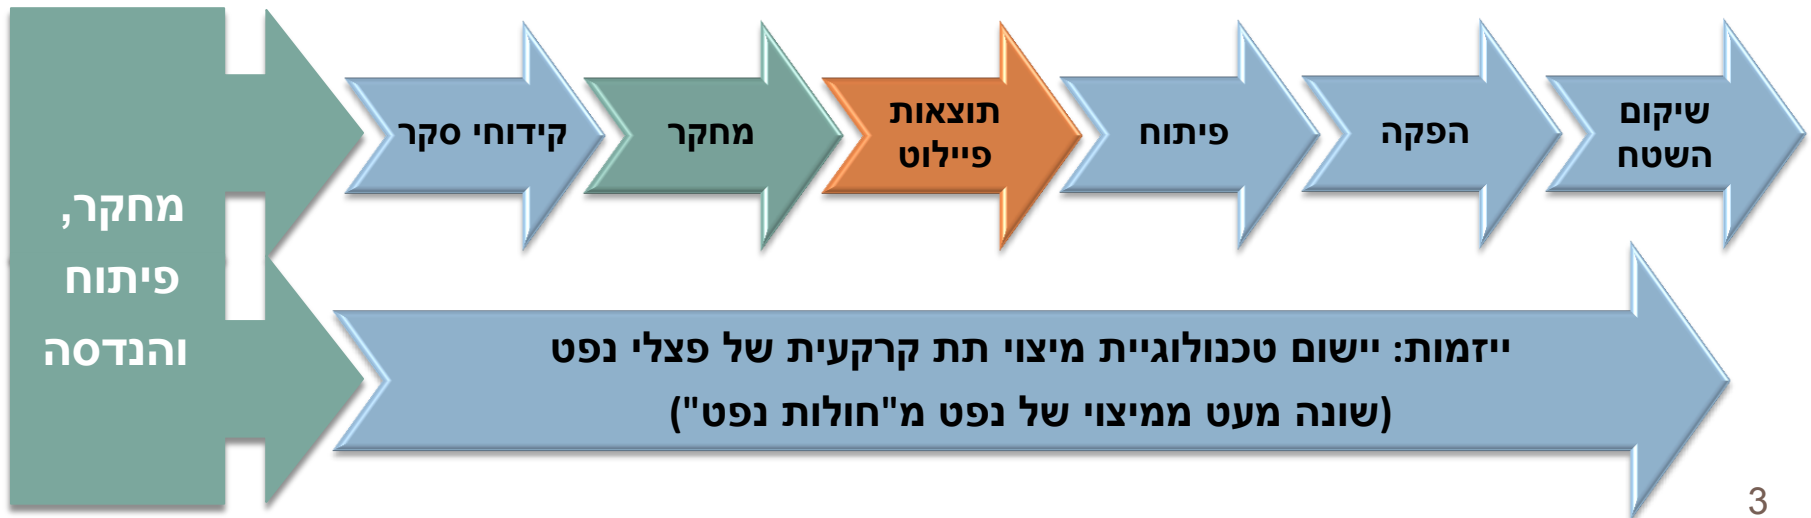 מחקר,
פיתוח
והנדסה
קידוחי סקר
מחקר
תוצאות
פיילוט
פיתוח
הפקה
שיקום
השטח
ייזמות: יישום טכנולוגיית מיצוי תת קרקעית של פצלי נפט
(שונה מעט ממיצוי של נפט מ"חולות נפט")
3